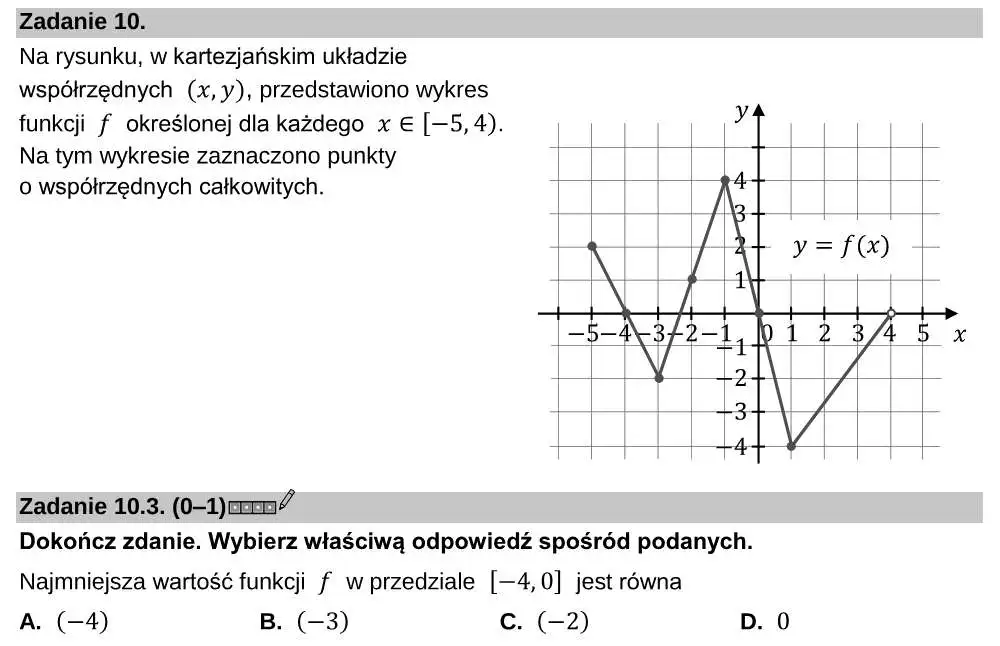 Zadanie 10.
Na rysunku, w kartezjańskim układzie
współrzędnych (x, y), przedstawiono wykres
funkcji f określonej dla każdego x ∈ [−5, 4).
Na tym wykresie zaznaczono punkty
o współrzędnych całkowitych.
y
4
3
2
y = f(x)
1
−5 −4 −3 −2 −1 0 1 2 3 4 5 x
−1
−2
−3
−4
Zadanie 10.3. (0–1)
Dokończ zdanie. Wybierz właściwą odpowiedź spośród podanych.
Najmniejsza wartość funkcji f w przedziale [−4, 0] jest równa
A. (−4) B. (−3) C. (−2) D. 0